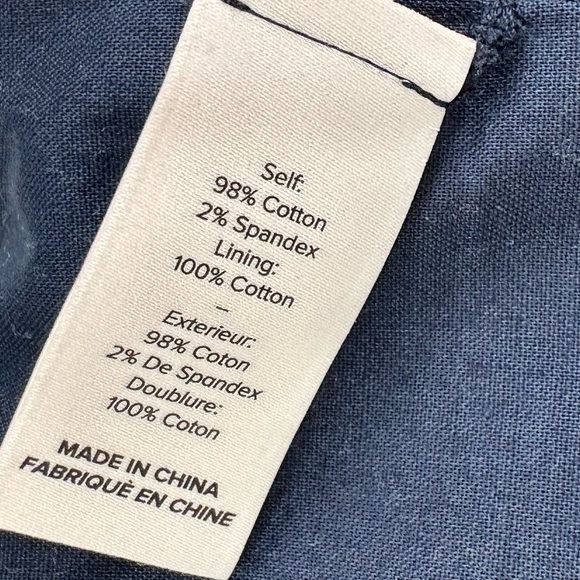 Self:
98% Cotton
2% Spandex
Lining:
100% Cotton
–
Exterieur:
98% Coton
2% De Spandex
Doublure:
100% Coton
MADE IN CHINA
FABRIQUÈ EN CHINE